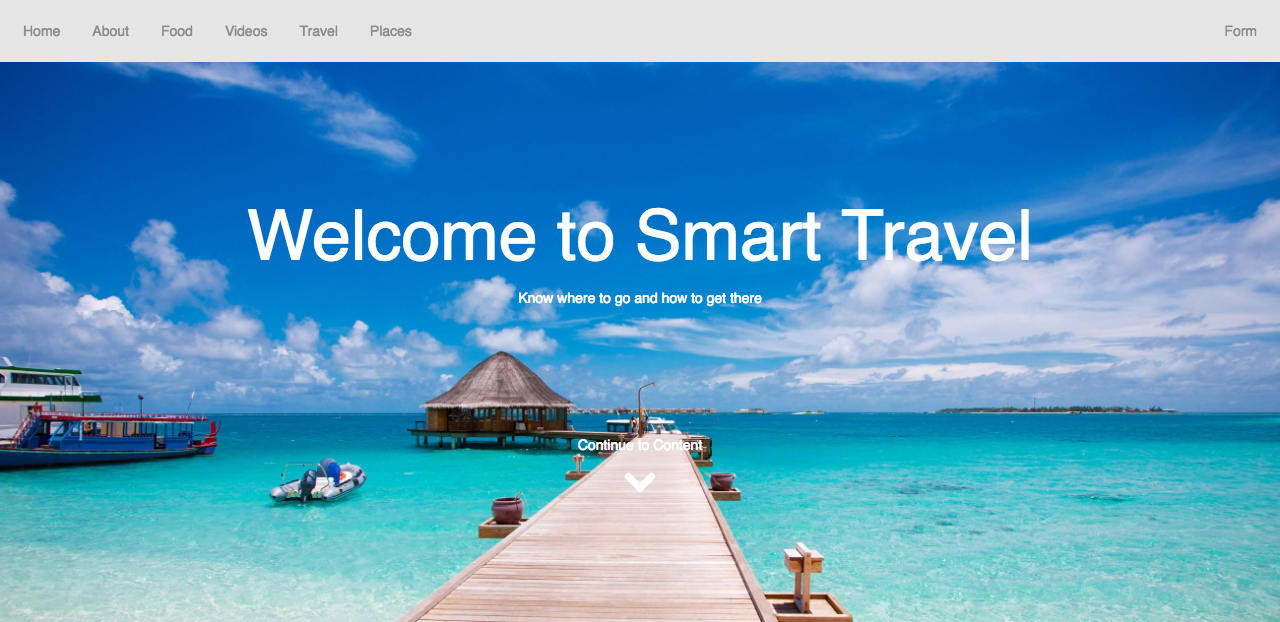 Home About Food Videos Travel Places Form
Welcome to Smart Travel
Know where to go and how to get there
Continue to Content